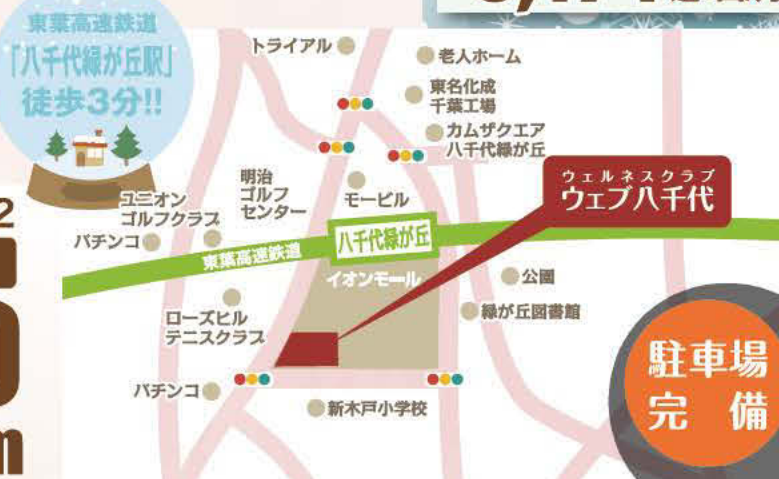 東葉高速鉄道
「八千代緑が丘駅」
徒歩3分!!
トライアル
老人ホーム
東名化成
千葉工場
カムザクエア
八千代緑が丘
明治
ゴルフ
センター
モービル
ウェルネスクラブ
ウェブ八千代
ユニオン
ゴルフクラブ
パチンコ
東葉高速鉄道
八千代緑が丘
イオンモール
公園
緑が丘図書館
ローズヒル
テニスクラブ
パチンコ
新木戸小学校
駐車場
完備
2
m